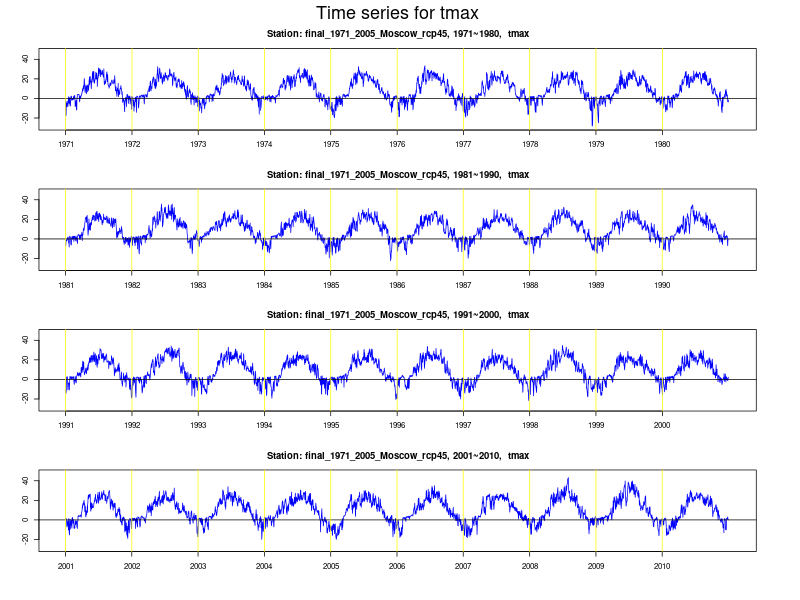 Time series for tmax
Station: final_1971_2005_Moscow_rcp45, 1971~1980, tmax
40
20
0
-20
1971 1972 1973 1974 1975 1976 1977 1978 1979 1980
Station: final_1971_2005_Moscow_rcp45, 1981~1990, tmax
40
20
0
-20
1981 1982 1983 1984 1985 1986 1987 1988 1989 1990
Station: final_1971_2005_Moscow_rcp45, 1991~2000, tmax
40
20
0
-20
1991 1992 1993 1994 1995 1996 1997 1998 1999 2000
Station: final_1971_2005_Moscow_rcp45, 2001~2010, tmax
40
20
0
-20
2001 2002 2003 2004 2005 2006 2007 2008 2009 2010